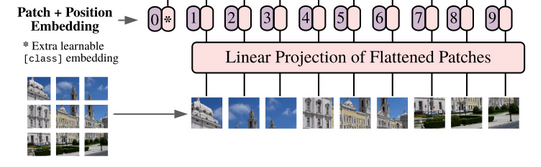 Patch + Position
Embedding
* Extra learnable
[class] embedding
0 * 1 2 3 4 5 6 7 8 9
Linear Projection of Flattened Patches